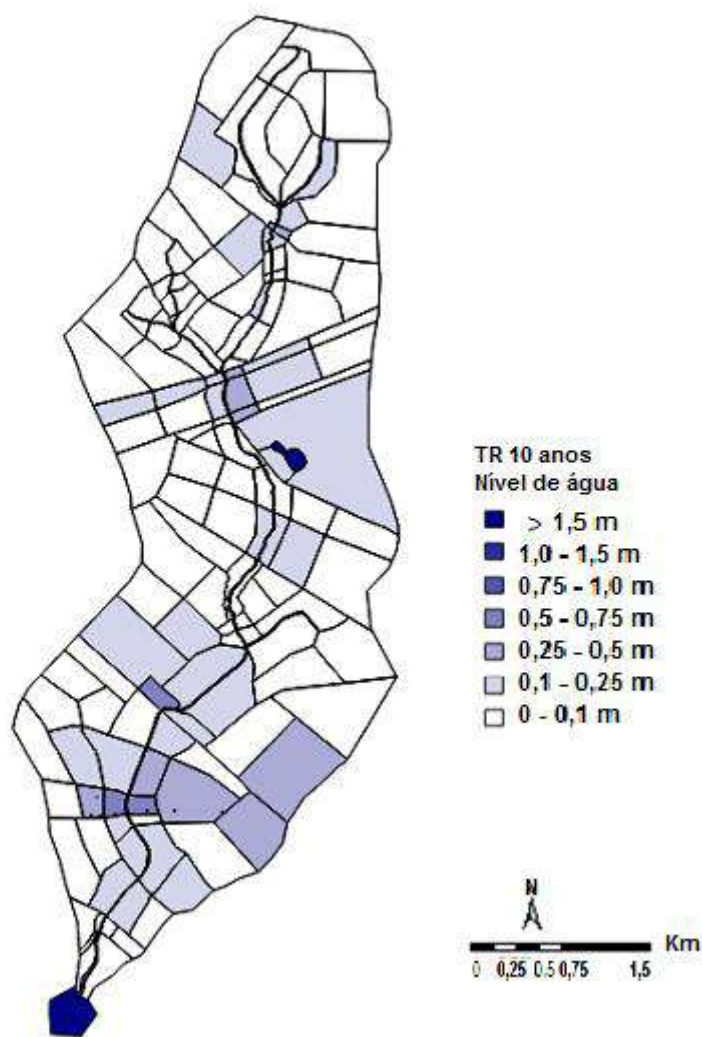 TR 10 anos
Nível de água
> 1,5 m
1,0 - 1,5 m
0,75 - 1,0 m
0,5 - 0,75 m
0,25 - 0,5 m
0,1 - 0,25 m
0 - 0,1 m
N
Km
0 0,25 0.5 0,75 1,5